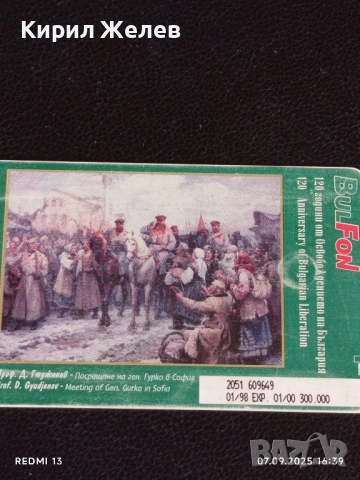 Кирил Желев
BULFON
120 години от Освобождението на България
120 Anniversary of Bulgarian Liberation
Проф. Д. Гюдженов - Посрещане на ген. Гурко в София
Prof. D. Gyudjenov - Meeting of Gen. Gurko in Sofia
2051 609649
01/98 EXP. 01/00 300.000
REDMI 13
07.09.2025 16:39
Bazar